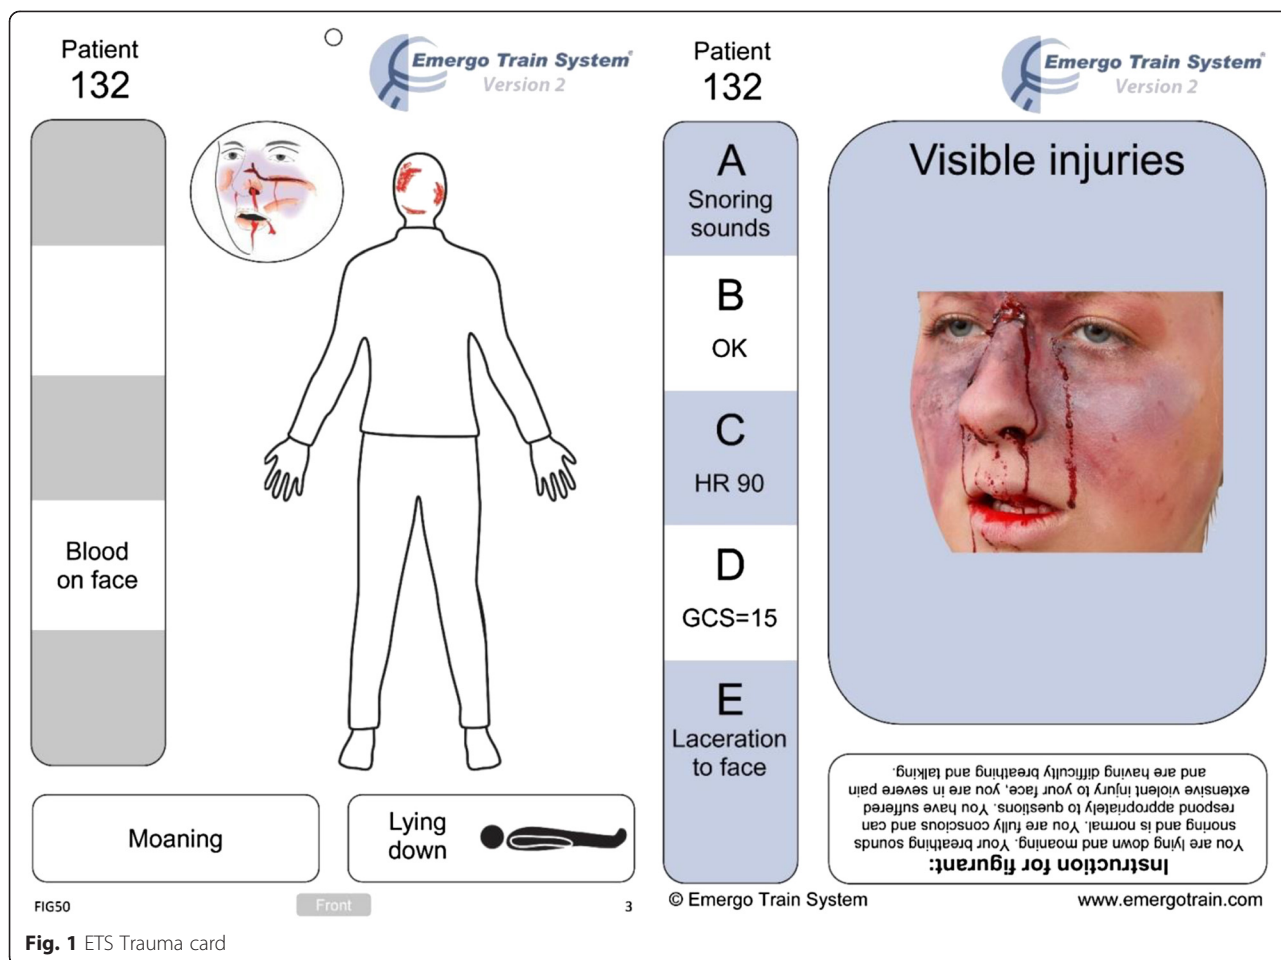 Patient
132
Emergo Train System®
Version 2
Blood
on face
Moaning
Lying
down
FIG50
Front
3
Patient
132
Emergo Train System®
Version 2
A
Snoring
sounds
B
OK
C
HR 90
D
GCS=15
E
Laceration
to face
Visible injuries
Instruction for figurant:
You are lying down and moaning. Your breathing sounds
snoring and is normal. You are fully conscious and can
respond appropriately to questions. You have suffered
extensive violent injury to your face, you are in severe pain
and are having difficulty breathing and talking.
© Emergo Train System
www.emergotrain.com
Fig. 1 ETS Trauma card